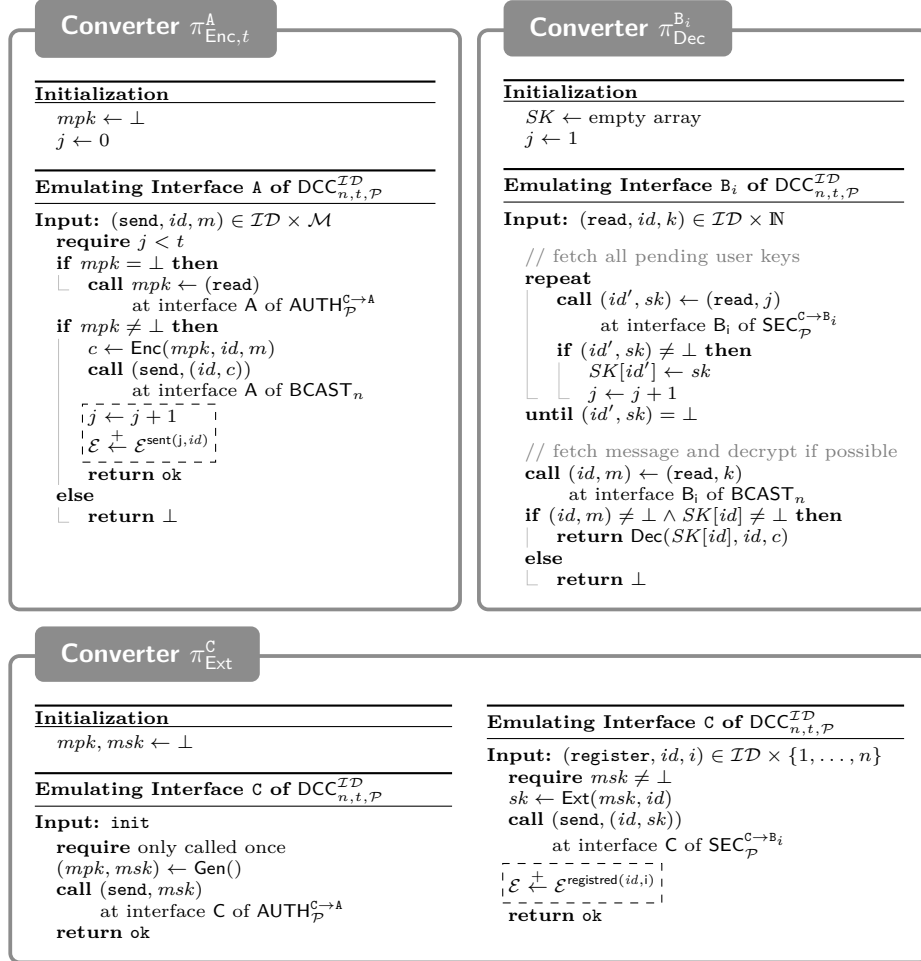 Converter π^A_{Enc,t}
Initialization
mpk ← ⊥
j ← 0
Emulating Interface A of DCC^{ID}_{n,t,P}
Input: (send, id, m) ∈ ID × M
require j < t
if mpk = ⊥ then
call mpk ← (read)
at interface A of AUTH^{C→A}_P
if mpk ≠ ⊥ then
c ← Enc(mpk, id, m)
call (send, (id, c))
at interface A of BCAST_n
j ← j + 1
ℰ ←+ ℰ^{sent(j,id)}
return ok
else
return ⊥
Converter π^{B_i}_{Dec}
Initialization
SK ← empty array
j ← 1
Emulating Interface B_i of DCC^{ID}_{n,t,P}
Input: (read, id, k) ∈ ID × ℕ
// fetch all pending user keys
repeat
call (id′, sk) ← (read, j)
at interface B_i of SEC^{C→B_i}_P
if (id′, sk) ≠ ⊥ then
SK[id′] ← sk
j ← j + 1
until (id′, sk) = ⊥
// fetch message and decrypt if possible
call (id, m) ← (read, k)
at interface B_i of BCAST_n
if (id, m) ≠ ⊥ ∧ SK[id] ≠ ⊥ then
return Dec(SK[id], id, c)
else
return ⊥
Converter π^C_{Ext}
Initialization
mpk, msk ← ⊥
Emulating Interface C of DCC^{ID}_{n,t,P}
Input: init
require only called once
(mpk, msk) ← Gen()
call (send, msk)
at interface C of AUTH^{C→A}_P
return ok
Emulating Interface C of DCC^{ID}_{n,t,P}
Input: (register, id, i) ∈ ID × {1, . . . , n}
require msk ≠ ⊥
sk ← Ext(msk, id)
call (send, (id, sk))
at interface C of SEC^{C→B_i}_P
ℰ ←+ ℰ^{registred(id,i)}
return ok